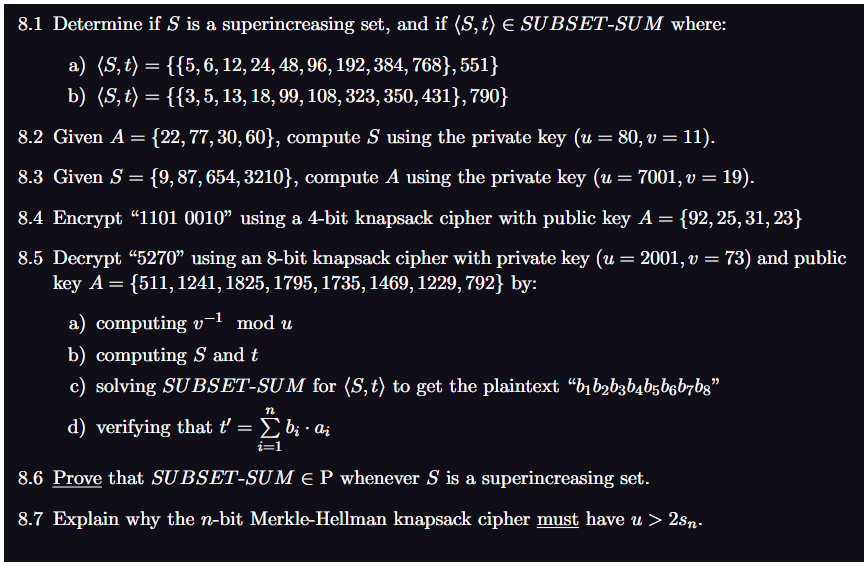 8.1 Determine if S is a superincreasing set, and if ⟨S, t⟩ ∈ SUBSET-SUM where:
a) ⟨S, t⟩ = {{5, 6, 12, 24, 48, 96, 192, 384, 768}, 551}
b) ⟨S, t⟩ = {{3, 5, 13, 18, 99, 108, 323, 350, 431}, 790}
8.2 Given A = {22, 77, 30, 60}, compute S using the private key (u = 80, v = 11).
8.3 Given S = {9, 87, 654, 3210}, compute A using the private key (u = 7001, v = 19).
8.4 Encrypt “1101 0010” using a 4-bit knapsack cipher with public key A = {92, 25, 31, 23}
8.5 Decrypt “5270” using an 8-bit knapsack cipher with private key (u = 2001, v = 73) and public
key A = {511, 1241, 1825, 1795, 1735, 1469, 1229, 792} by:
a) computing v⁻¹ mod u
b) computing S and t
c) solving SUBSET-SUM for ⟨S, t⟩ to get the plaintext “b₁b₂b₃b₄b₅b₆b₇b₈”
d) verifying that t′ = ∑ⁿᵢ₌₁ bᵢ · aᵢ
8.6 Prove that SUBSET-SUM ∈ P whenever S is a superincreasing set.
8.7 Explain why the n-bit Merkle-Hellman knapsack cipher must have u > 2sₙ.